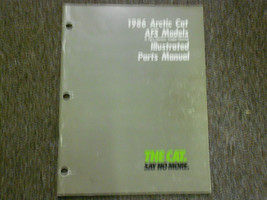 1986 Arctic Cat
AFS Models
Illustrated
Parts Manual
THE CAT.
SAY NO MORE.